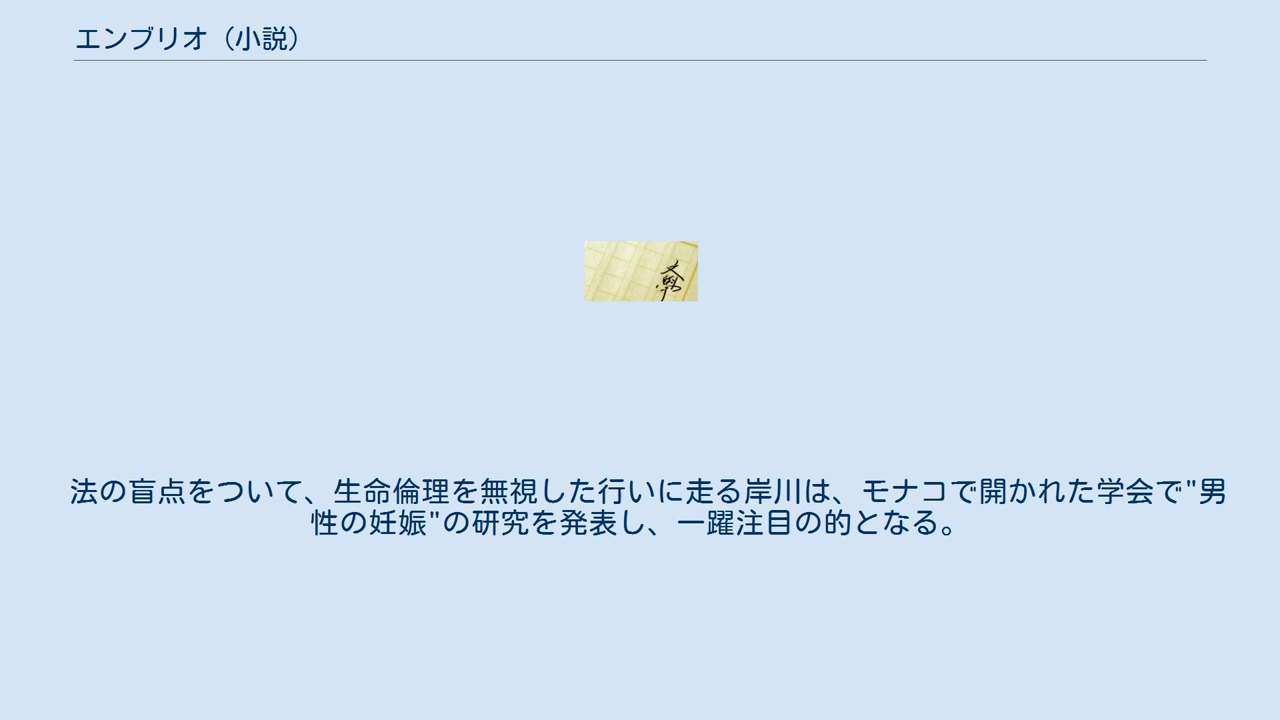 エンブリオ（小説）
法の盲点をついて、生命倫理を無視した行いに走る岸川は、モナコで開かれた学会で"男
性の妊娠"の研究を発表し、一躍注目の的となる。